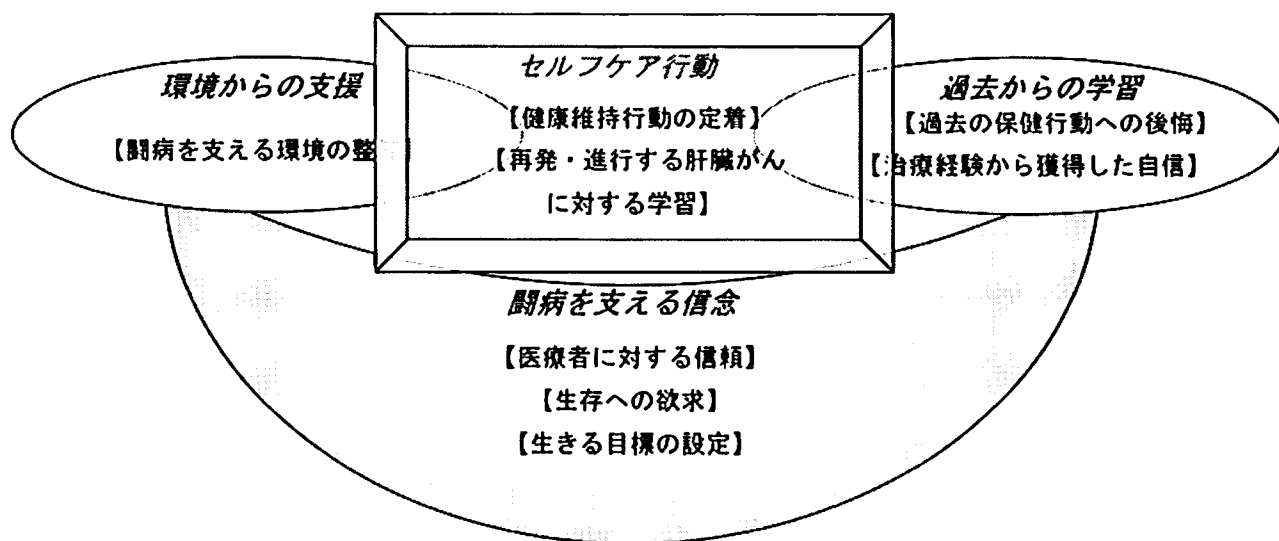 環境からの支援
【闘病を支える環境の整
セルフケア行動
【健康維持行動の定着】
【再発・進行する肝臓がん
に対する学習】
過去からの学習
【過去の保健行動への後悔】
【治療経験から獲得した自信】
闘病を支える信念
【医療者に対する信頼】
【生存への欲求】
【生きる目標の設定】